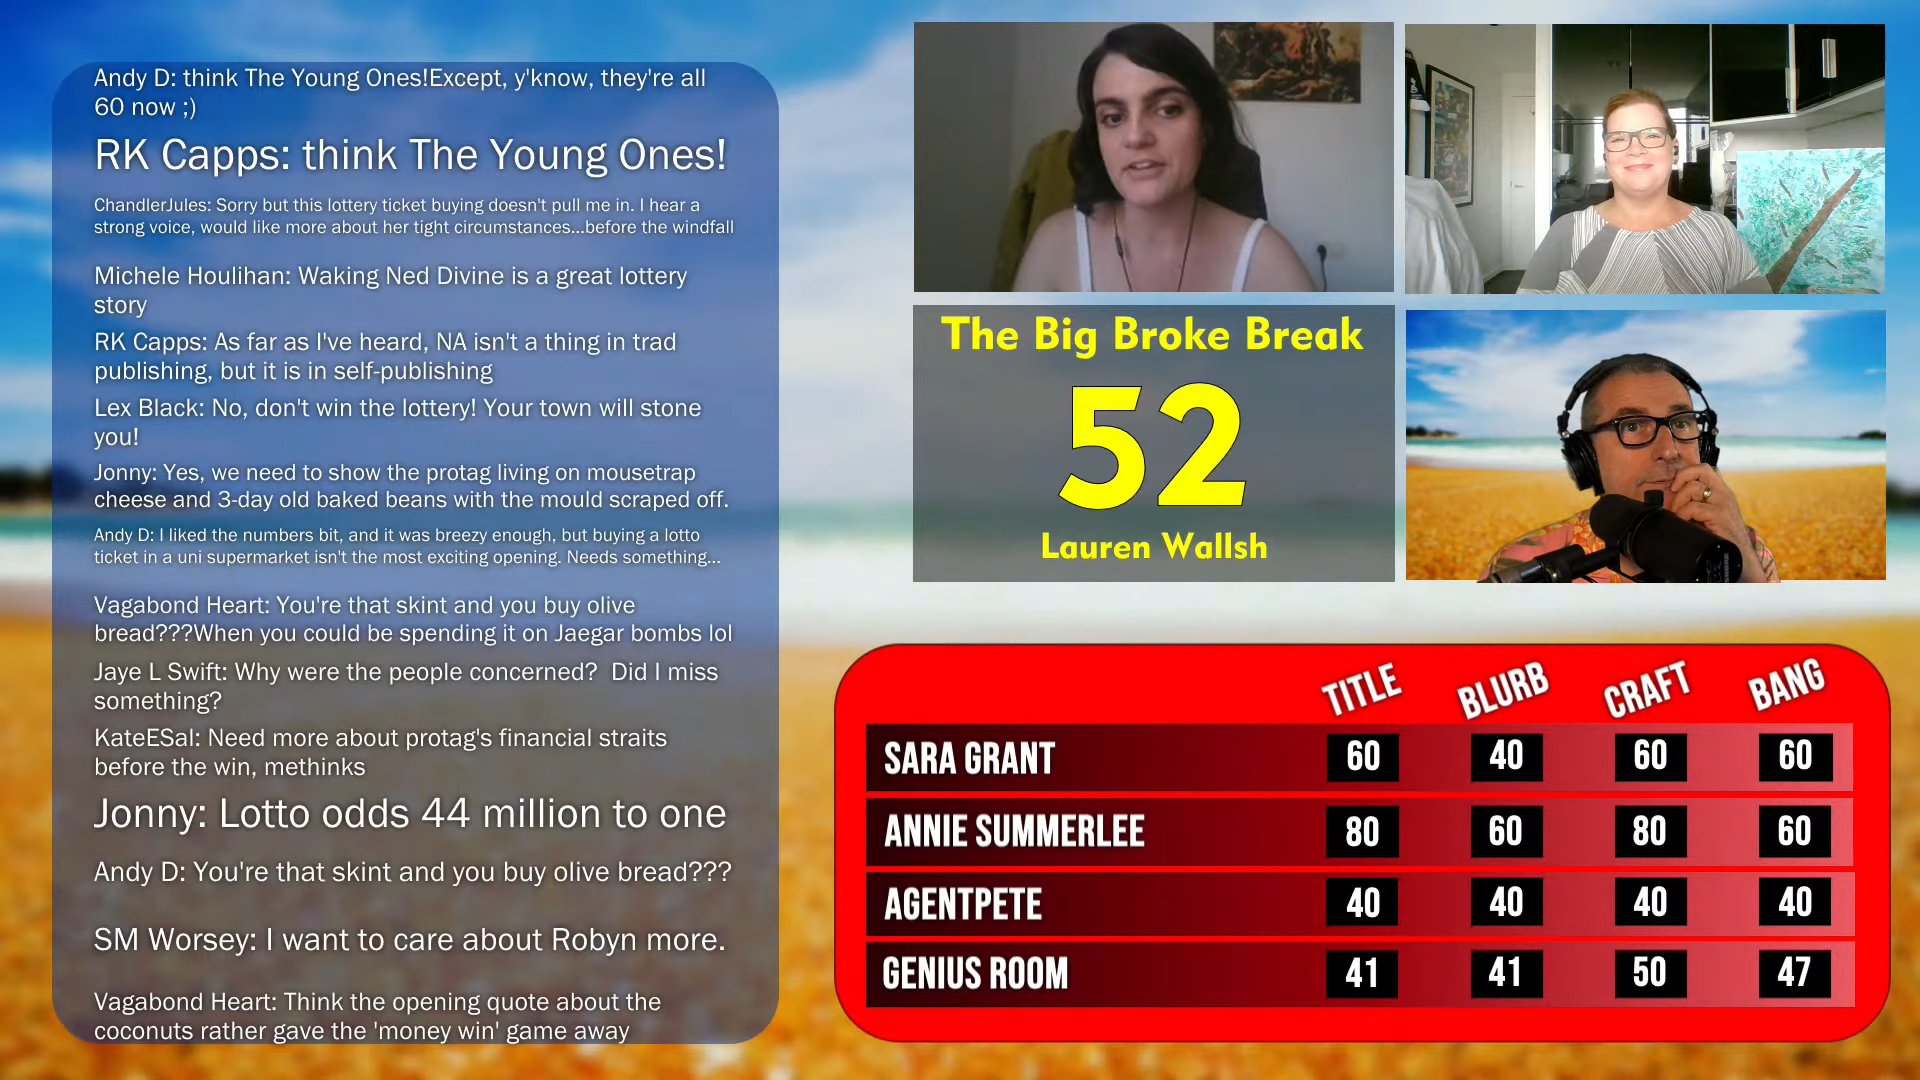 Andy D: think The Young Ones!Except, y'know, they're all
60 now ;)
RK Capps: think The Young Ones!
ChandlerJules: Sorry but this lottery ticket buying doesn't pull me in. I hear a
strong voice, would like more about her tight circumstances...before the windfall
Michele Houlihan: Waking Ned Divine is a great lottery
story
RK Capps: As far as I've heard, NA isn't a thing in trad
publishing, but it is in self-publishing
Lex Black: No, don't win the lottery! Your town will stone
you!
Jonny: Yes, we need to show the protag living on mousetrap
cheese and 3-day old baked beans with the mould scraped off.
Andy D: I liked the numbers bit, and it was breezy enough, but buying a lotto
ticket in a uni supermarket isn't the most exciting opening. Needs something...
Vagabond Heart: You're that skint and you buy olive
bread???When you could be spending it on Jaegar bombs lol
Jaye L Swift: Why were the people concerned?  Did I miss
something?
KateESal: Need more about protag's financial straits
before the win, methinks
Jonny: Lotto odds 44 million to one
Andy D: You're that skint and you buy olive bread???
SM Worsey: I want to care about Robyn more.
Vagabond Heart: Think the opening quote about the
coconuts rather gave the 'money win' game away
The Big Broke Break
52
Lauren Wallsh
TITLE BLURB CRAFT BANG
SARA GRANT 60 40 60 60
ANNIE SUMMERLEE 80 60 80 60
AGENTPETE 40 40 40 40
GENIUS ROOM 41 41 50 47